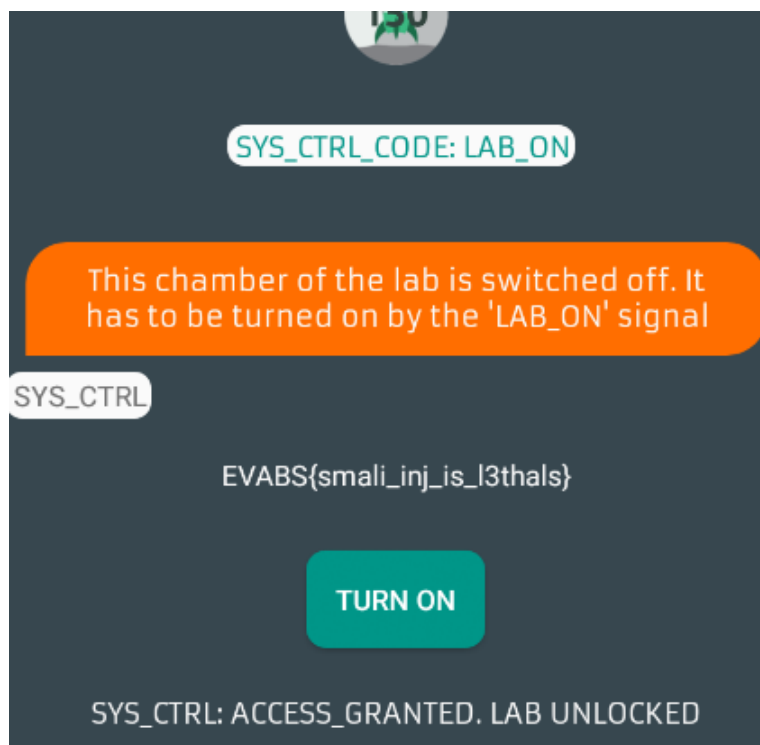 150
SYS_CTRL_CODE: LAB_ON
This chamber of the lab is switched off. It
has to be turned on by the 'LAB_ON' signal
SYS_CTRL
EVABS{smali_inj_is_l3thals}
TURN ON
SYS_CTRL: ACCESS_GRANTED. LAB UNLOCKED